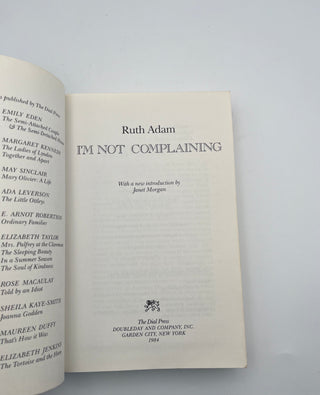 published by The Dial Press
EMILY EDEN
The Semi-Attached Couple
& The Semi-Detached House
MARGARET KENNEDY
The Ladies of Lyndon
Together and Apart
MAY SINCLAIR
Mary Olivier: A Life
ADA LEVERSON
The Little Ottleys
E. ARNOT ROBERTSON
Ordinary Families
ELIZABETH TAYLOR
Mrs. Palfrey at the Claremont
The Sleeping Beauty
In a Summer Season
The Soul of Kindness
ROSE MACAULAY
Told by an Idiot
SHEILA KAYE-SMITH
Joanna Godden
MAUREEN DUFFY
That's How it Was
ELIZABETH JENKINS
The Tortoise and the Hare
Ruth Adam
I'M NOT COMPLAINING
With a new introduction by
Janet Morgan
The Dial Press
DOUBLEDAY AND COMPANY, INC.
GARDEN CITY, NEW YORK
1984